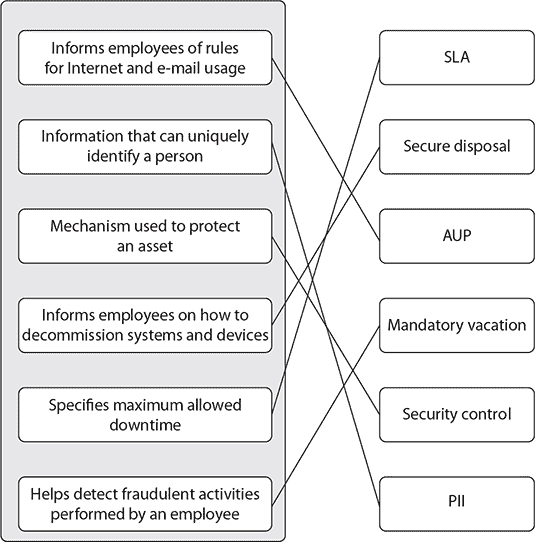 Informs employees of rules
for Internet and e-mail usage
SLA
Information that can uniquely
identify a person
Secure disposal
Mechanism used to protect
an asset
AUP
Informs employees on how to
decommission systems and devices
Mandatory vacation
Specifies maximum allowed
downtime
Security control
Helps detect fraudulent activities
performed by an employee
PII